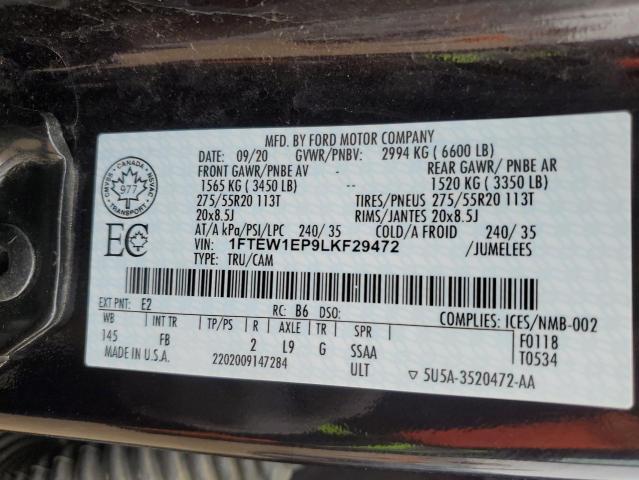 MFD. BY FORD MOTOR COMPANY
DATE: 09/20 GVWR/PNBV: 2994 KG ( 6600 LB)
FRONT GAWR/PNBE AV REAR GAWR/ PNBE AR
1565 KG ( 3450 LB) -- 1520 KG ( 3350 LB)
275/55R20 113T TIRES/PNEUS 275/55R20 113T
20x8.5J RIMS/JANTES 20x8.5J
AT/A kPa/PSI/LPC 240/ 35 COLD/A FROID 240/ 35
VIN: 1FTEW1EP9LKF29472 /JUMELEES
TYPE: TRU/CAM
CMVSS CANADA NSVAC
977
TRANSPORT
EC
EXT PNT: E2 RC: B6 DSO: COMPLIES: ICES/NMB-002
WB INT TR TP/PS R AXLE TR SPR F0118
145 FB 2 L9 G SSAA T0534
MADE IN U.S.A. 2202009147284 ULT ▽ 5U5A-3520472-AA